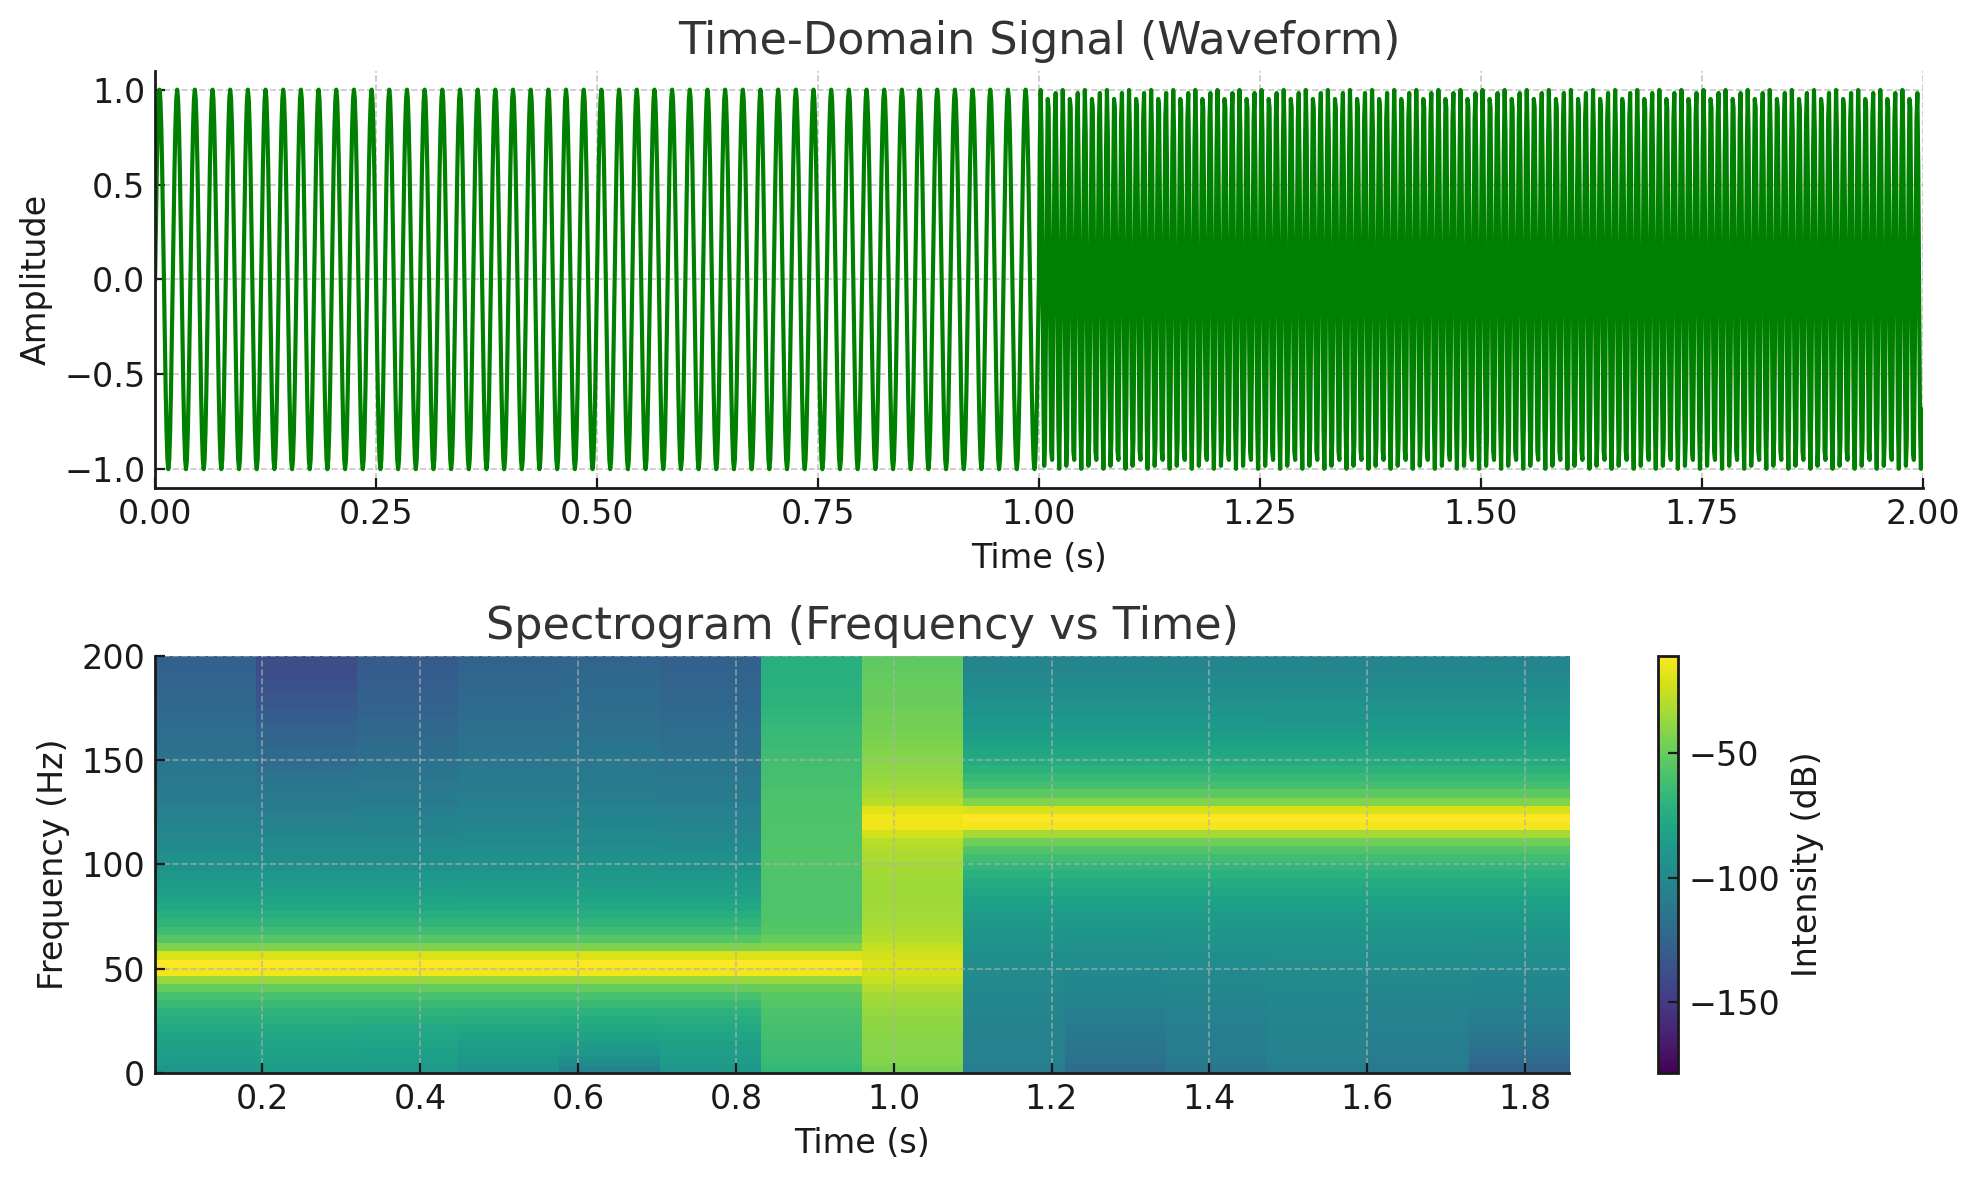 Time-Domain Signal (Waveform)
1.0
0.5
0.0
−0.5
−1.0
Amplitude
0.00 0.25 0.50 0.75 1.00 1.25 1.50 1.75 2.00
Time (s)
Spectrogram (Frequency vs Time)
200
150
100
50
0
Frequency (Hz)
0.2 0.4 0.6 0.8 1.0 1.2 1.4 1.6 1.8
Time (s)
−50
−100
−150
Intensity (dB)